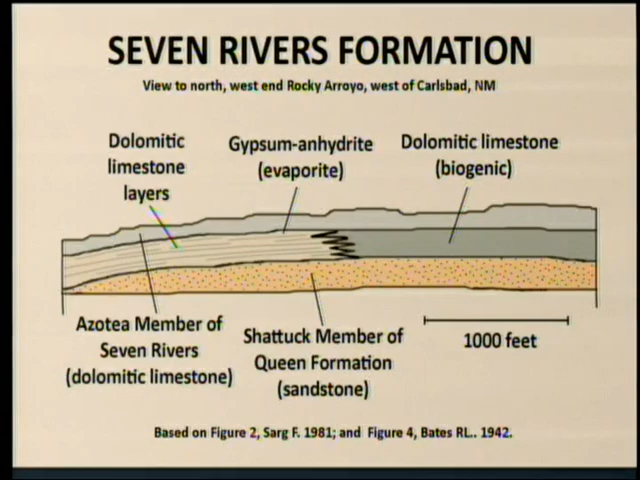 SEVEN RIVERS FORMATION
View to north, west end Rocky Arroyo, west of Carlsbad, NM
Dolomitic
limestone
layers
Gypsum-anhydrite
(evaporite)
Dolomitic limestone
(biogenic)
Azotea Member of
Seven Rivers
(dolomitic limestone)
Shattuck Member of
Queen Formation
(sandstone)
1000 feet
Based on Figure 2, Sarg F. 1981; and Figure 4, Bates RL.. 1942.